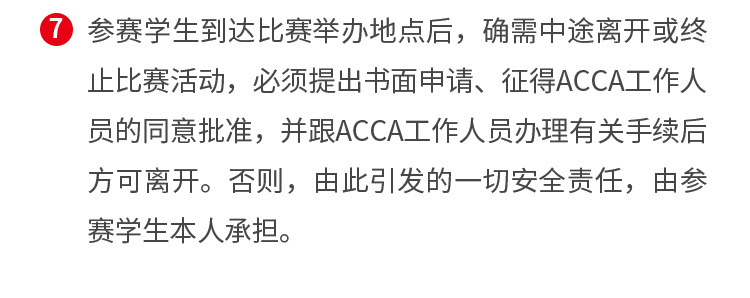 7 参赛学生到达比赛举办地点后，确需中途离开或终
止比赛活动，必须提出书面申请、征得ACCA工作人
员的同意批准，并跟ACCA工作人员办理有关手续后
方可离开。否则，由此引发的一切安全责任，由参
赛学生本人承担。